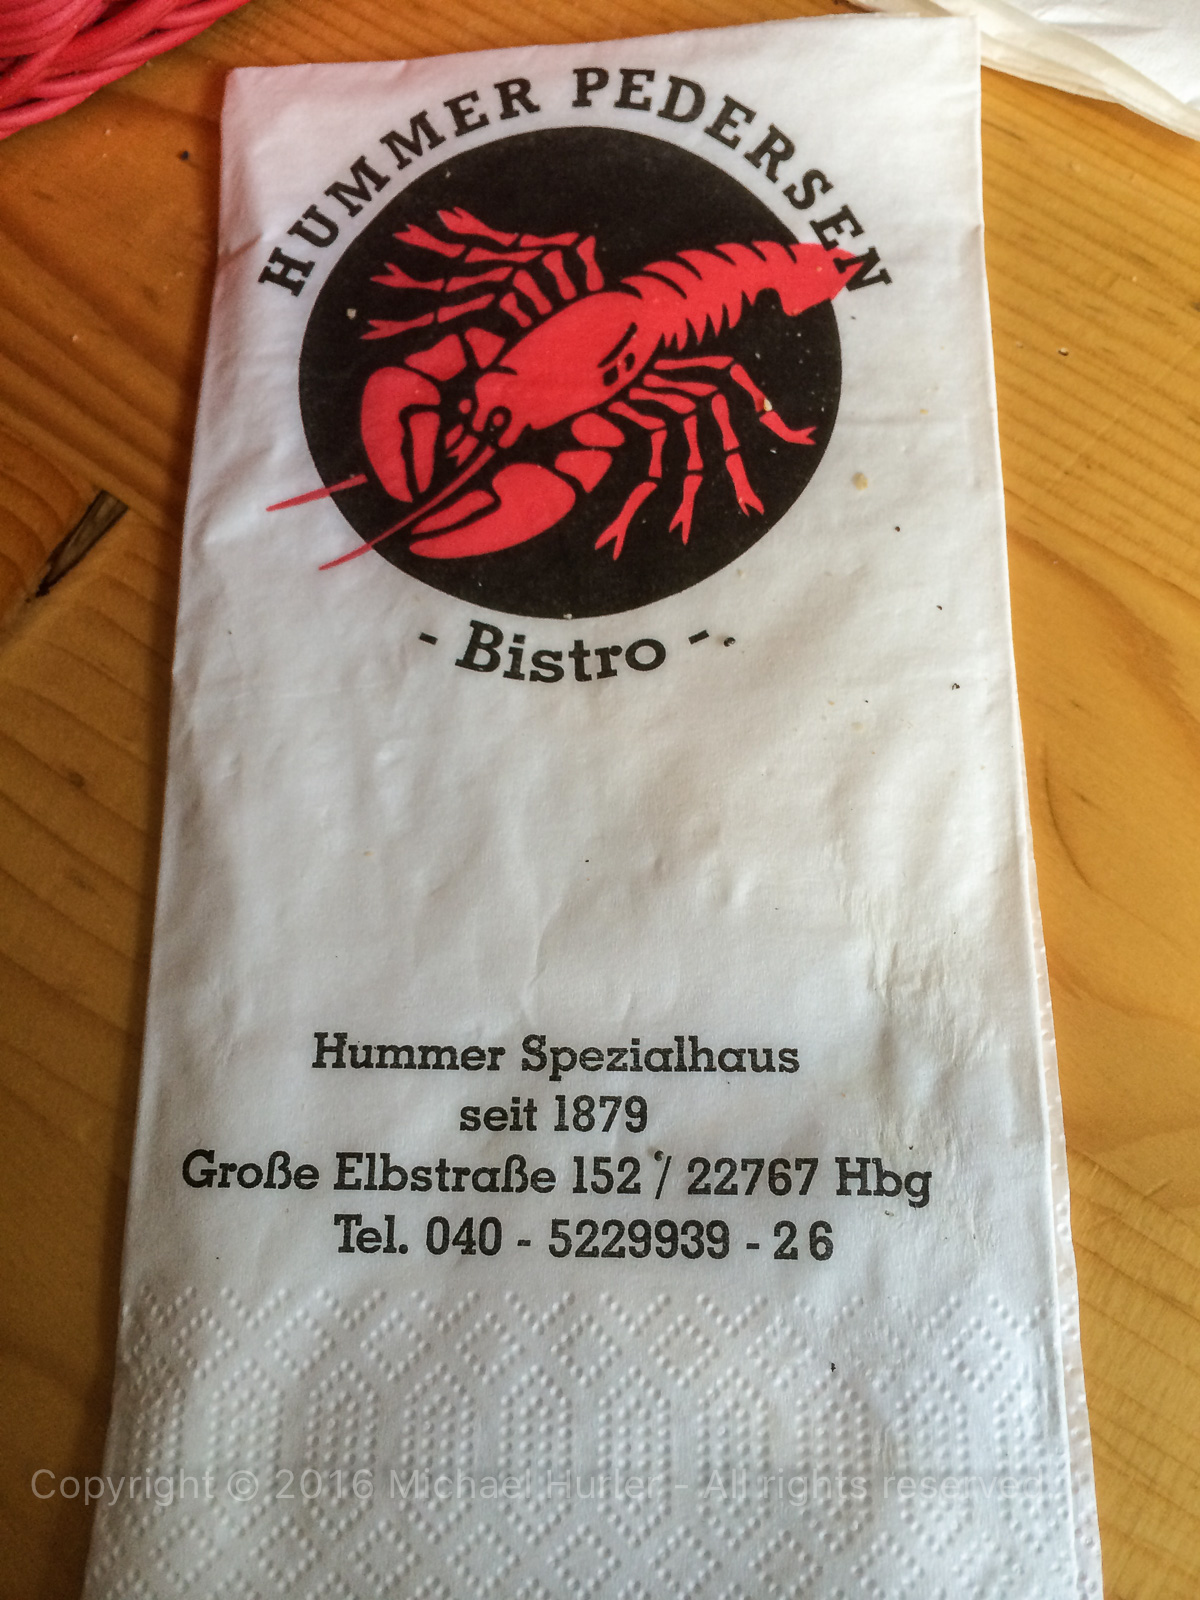 HUMMER PEDERSEN
- Bistro -
Hummer Spezialhaus
seit 1879
Große Elbstraße 152 / 22767 Hbg
Tel. 040 - 5229939 - 26
Copyright © 2016 Michael Hurler - All rights reserved.